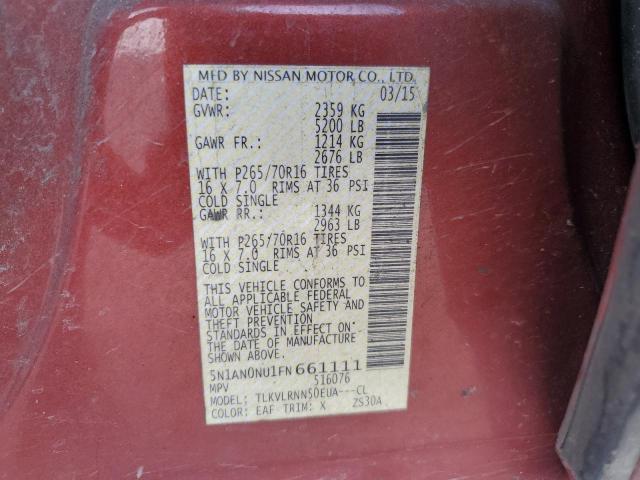 MFD BY NISSAN MOTOR CO., LTD.
DATE: 03/15
GVWR: 2359 KG
5200 LB
GAWR FR.: 1214 KG
2676 LB
WITH P265/70R16 TIRES
16 X 7.0 RIMS AT 36 PSI
COLD SINGLE
GAWR RR.: 1344 KG
2963 LB
WITH P265/70R16 TIRES
16 X 7.0 RIMS AT 36 PSI
COLD SINGLE
THIS VEHICLE CONFORMS TO
ALL APPLICABLE FEDERAL
MOTOR VEHICLE SAFETY AND
THEFT PREVENTION
STANDARDS IN EFFECT ON
THE DATE OF MANUFACTURE
SHOWN ABOVE.
5N1AN0NU1FN661111
MPV 516076
MODEL: TLKVLRNN50EUA---CL
COLOR: EAF TRIM: X ZS30A